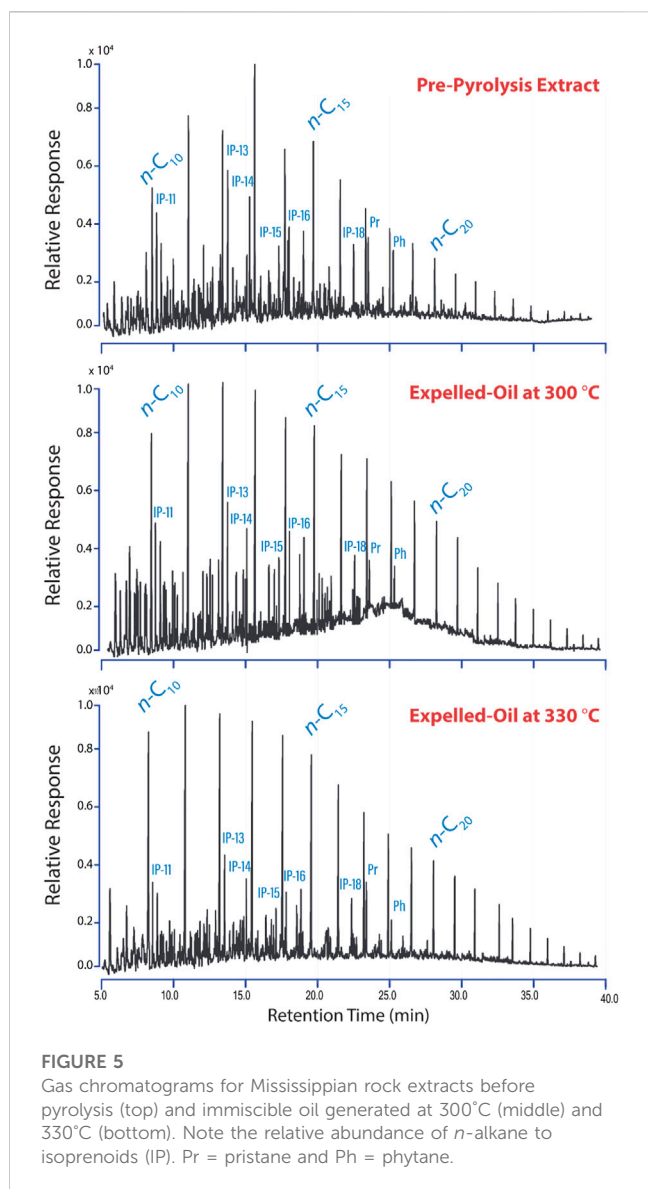 x 10⁴
1.0
0.8
0.6
0.4
0.2
0.0
Relative Response
Pre-Pyrolysis Extract
n-C₁₀
IP-11
IP-13
IP-14
IP-15
IP-16
n-C₁₅
IP-18
Pr
Ph
n-C₂₀
x 10⁴
1.0
0.8
0.6
0.4
0.2
0.0
Relative Response
Expelled-Oil at 300 °C
n-C₁₀
IP-11
IP-13
IP-14
IP-15
IP-16
n-C₁₅
IP-18
Pr
Ph
n-C₂₀
1.0
0.8
0.6
0.4
0.2
0.0
Relative Response
Expelled-Oil at 330 °C
n-C₁₀
IP-11
IP-13
IP-14
IP-15
IP-16
n-C₁₅
IP-18
Pr
Ph
n-C₂₀
5.0 10.0 15.0 20.0 25.0 30.0 35.0 40.0
Retention Time (min)
FIGURE 5
Gas chromatograms for Mississippian rock extracts before
pyrolysis (top) and immiscible oil generated at 300°C (middle) and
330°C (bottom). Note the relative abundance of n-alkane to
isoprenoids (IP). Pr = pristane and Ph = phytane.